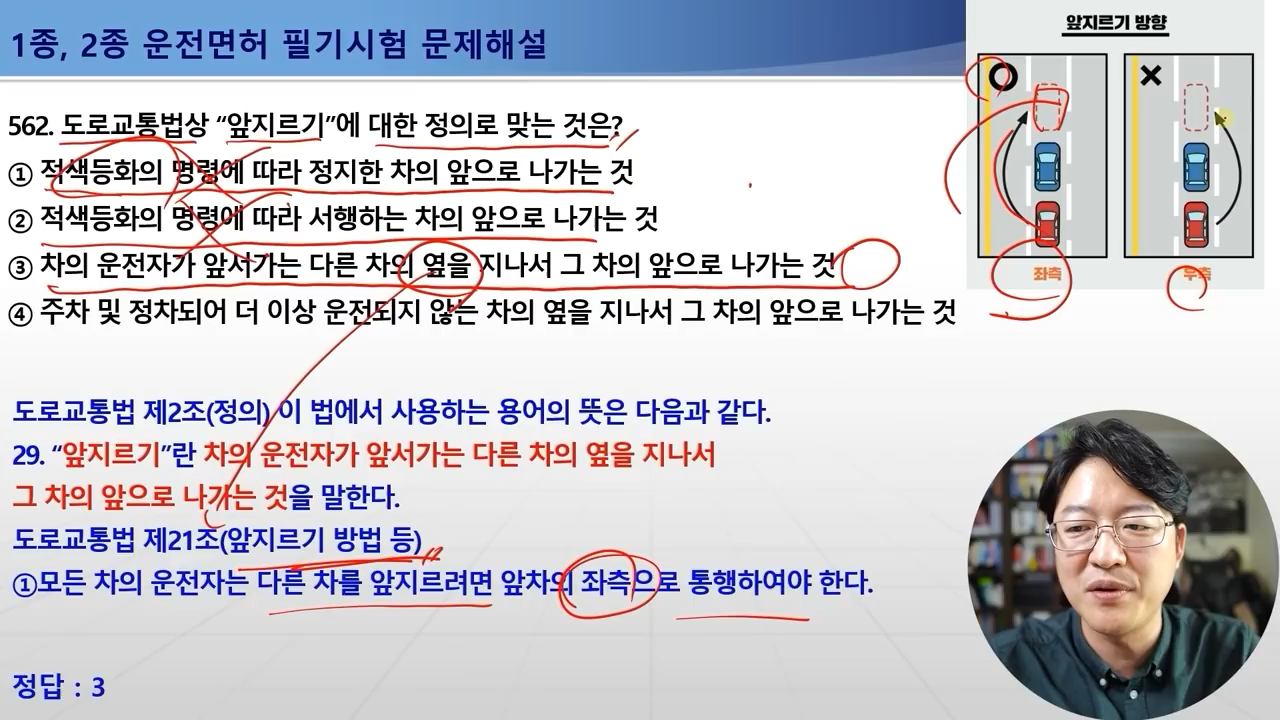 1종, 2종 운전면허 필기시험 문제해설
562. 도로교통법상 “앞지르기”에 대한 정의로 맞는 것은?
① 적색등화의 명령에 따라 정지한 차의 앞으로 나가는 것
② 적색등화의 명령에 따라 서행하는 차의 앞으로 나가는 것
③ 차의 운전자가 앞서가는 다른 차의 옆을 지나서 그 차의 앞으로 나가는 것
④ 주차 및 정차되어 더 이상 운전되지 않는 차의 옆을 지나서 그 차의 앞으로 나가는 것
도로교통법 제2조(정의) 이 법에서 사용하는 용어의 뜻은 다음과 같다.
29. “앞지르기”란 차의 운전자가 앞서가는 다른 차의 옆을 지나서
그 차의 앞으로 나가는 것을 말한다.
도로교통법 제21조(앞지르기 방법 등)
①모든 차의 운전자는 다른 차를 앞지르려면 앞차의 좌측으로 통행하여야 한다.
정답 : 3
앞지르기 방향
좌측
우측